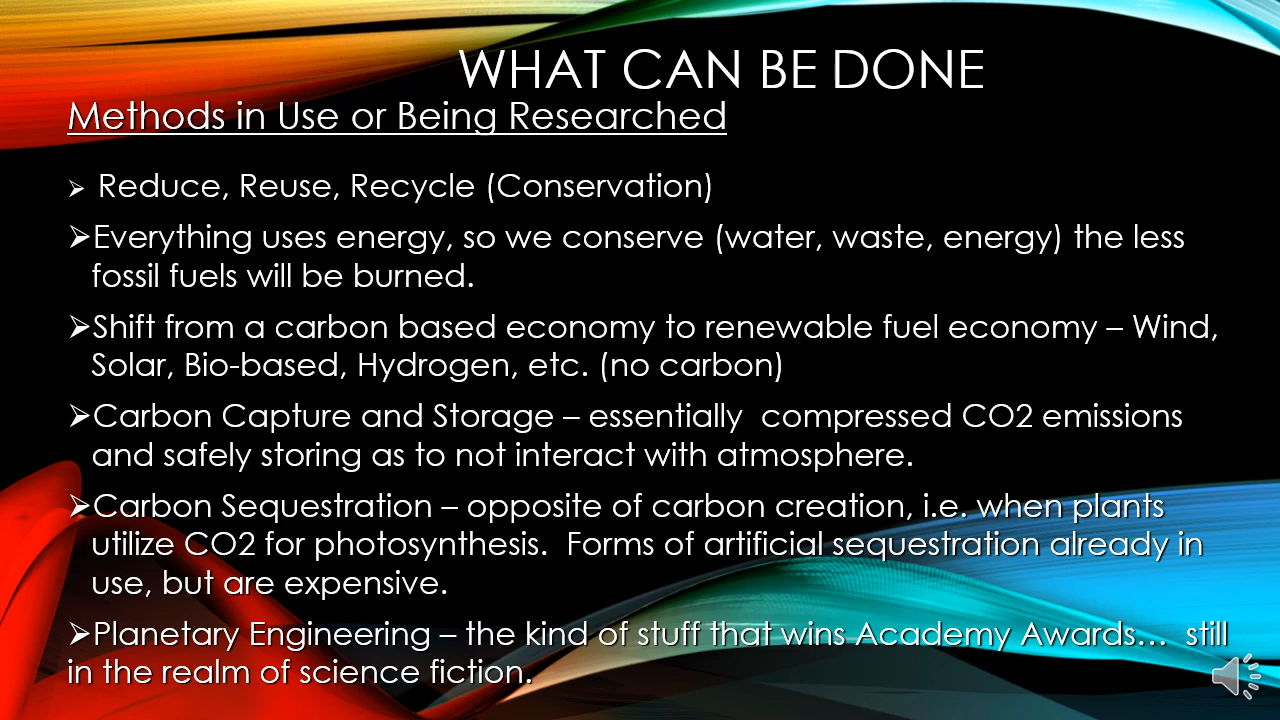 WHAT CAN BE DONE
Methods in Use or Being Researched
➢ Reduce, Reuse, Recycle (Conservation)
➢Everything uses energy, so we conserve (water, waste, energy) the less
fossil fuels will be burned.
➢Shift from a carbon based economy to renewable fuel economy – Wind,
Solar, Bio-based, Hydrogen, etc. (no carbon)
➢Carbon Capture and Storage – essentially  compressed CO2 emissions
and safely storing as to not interact with atmosphere.
➢Carbon Sequestration – opposite of carbon creation, i.e. when plants
utilize CO2 for photosynthesis.  Forms of artificial sequestration already in
use, but are expensive.
➢Planetary Engineering – the kind of stuff that wins Academy Awards…  still
in the realm of science fiction.